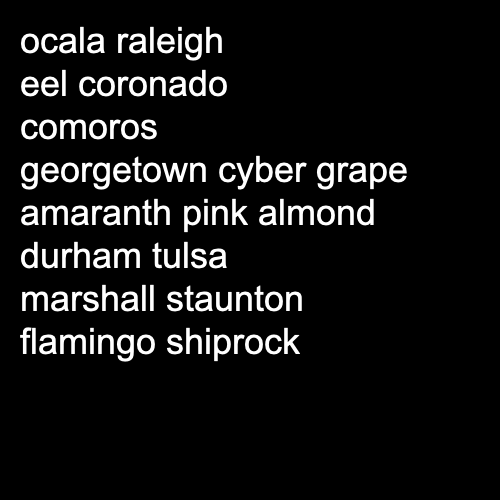 ocala raleigh
eel coronado
comoros
georgetown cyber grape
amaranth pink almond
durham tulsa
marshall staunton
flamingo shiprock